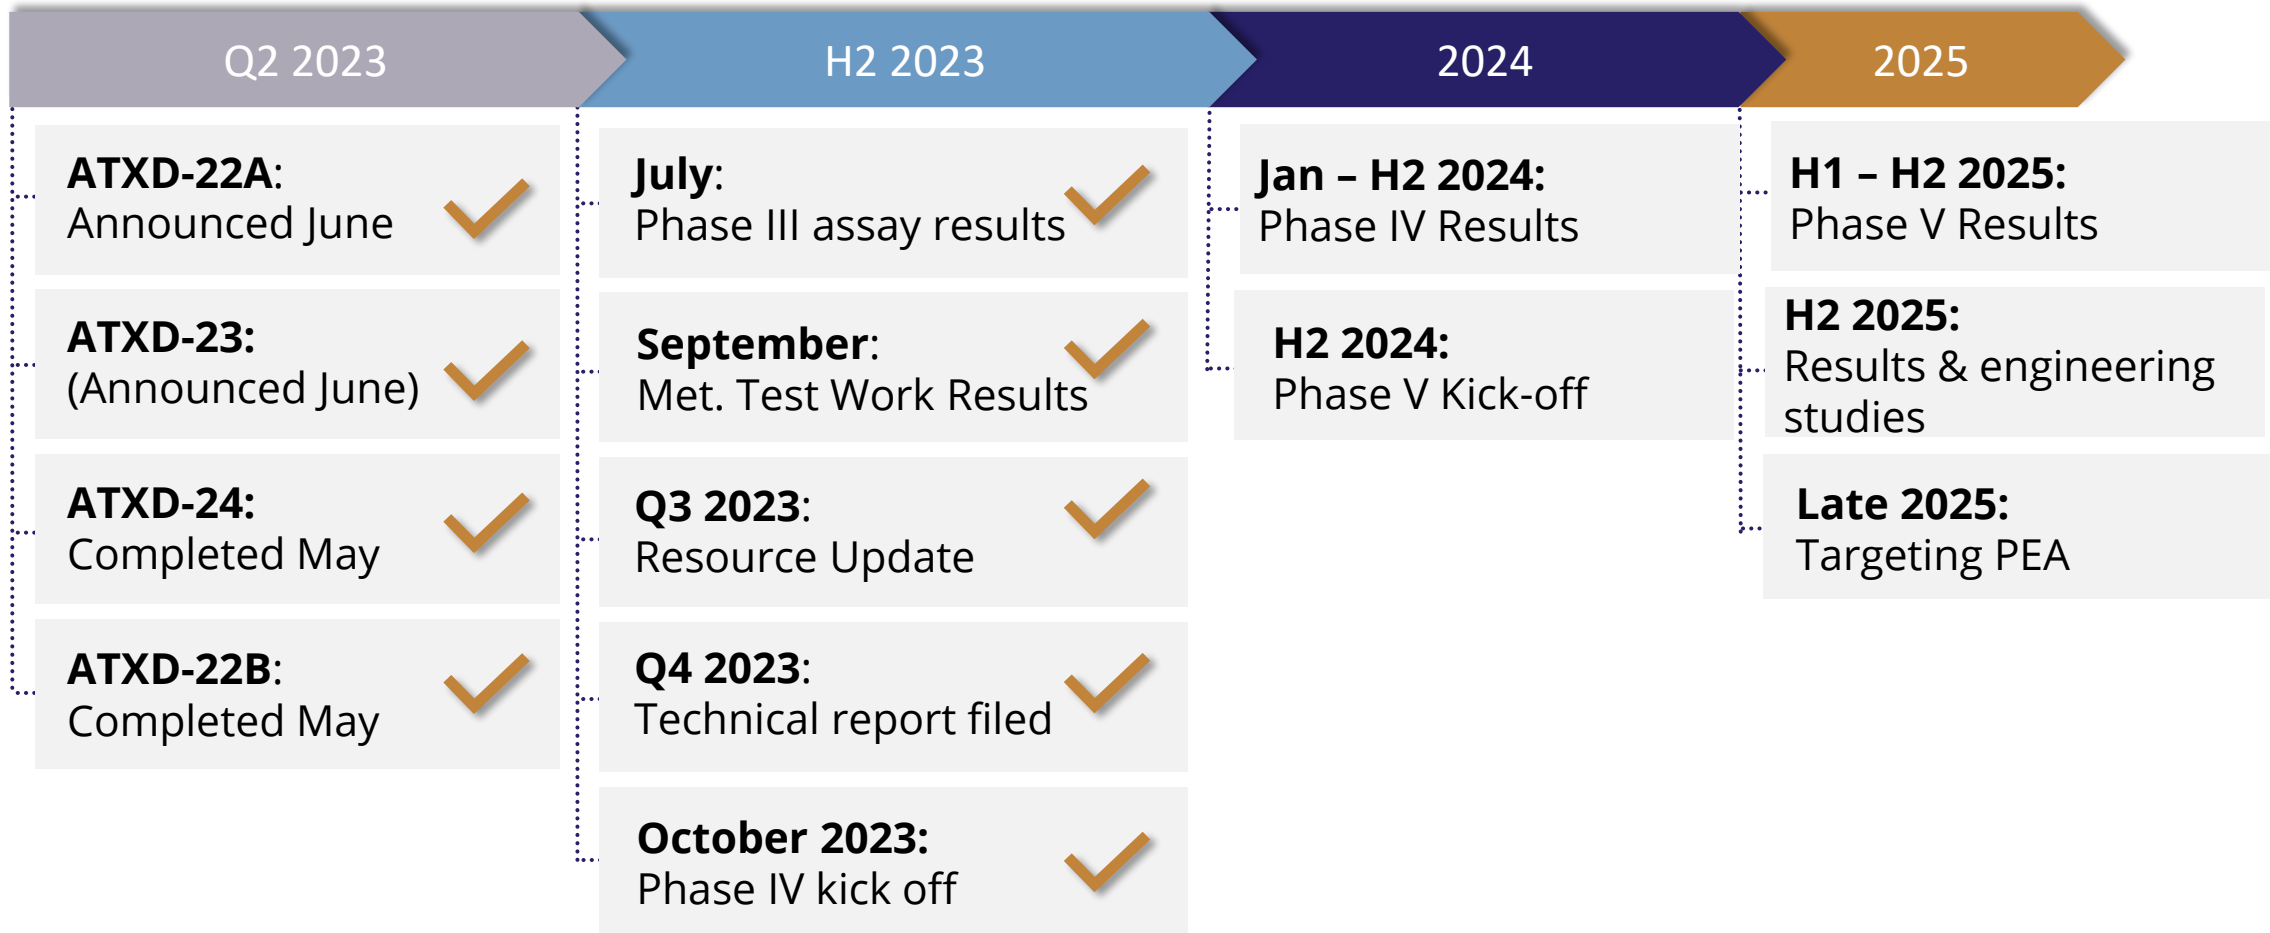 Q2 2023
H2 2023
2024
2025
ATXD-22A:
Announced June
ATXD-23:
(Announced June)
ATXD-24:
Completed May
ATXD-22B:
Completed May
July:
Phase III assay results
September:
Met. Test Work Results
Q3 2023:
Resource Update
Q4 2023:
Technical report filed
October 2023:
Phase IV kick off
Jan – H2 2024:
Phase IV Results
H2 2024:
Phase V Kick-off
H1 – H2 2025:
Phase V Results
H2 2025:
Results & engineering
studies
Late 2025:
Targeting PEA